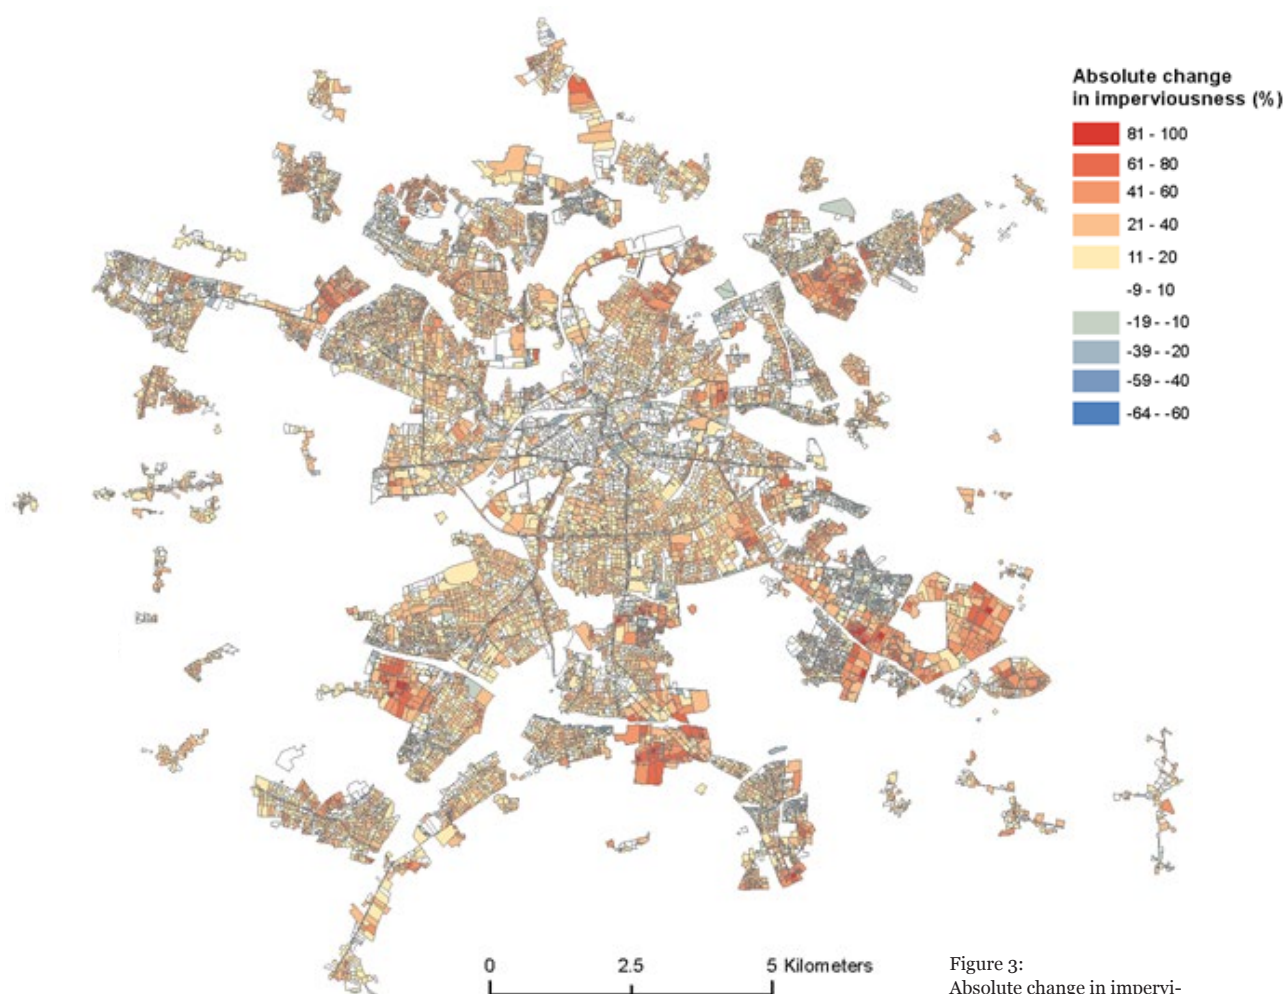 Absolute change
in imperviousness (%)
81 - 100
61 - 80
41 - 60
21 - 40
11 - 20
-9 - 10
-19 - -10
-39 - -20
-59 - -40
-64 - -60
0 2.5 5 Kilometers
Figure 3:
Absolute change in impervi-